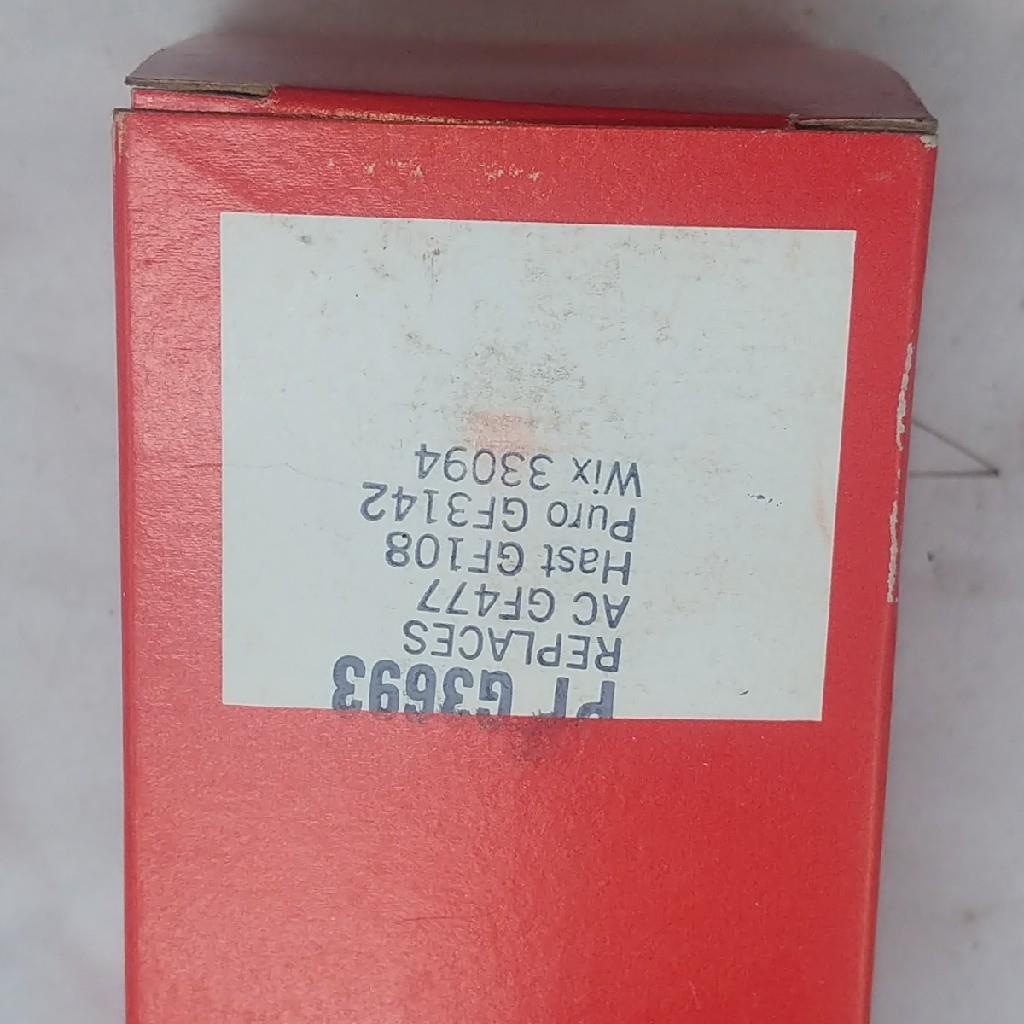 PF G3693
REPLACES
AC GF477
Hast GF108
Puro GF3142
Wix 33094